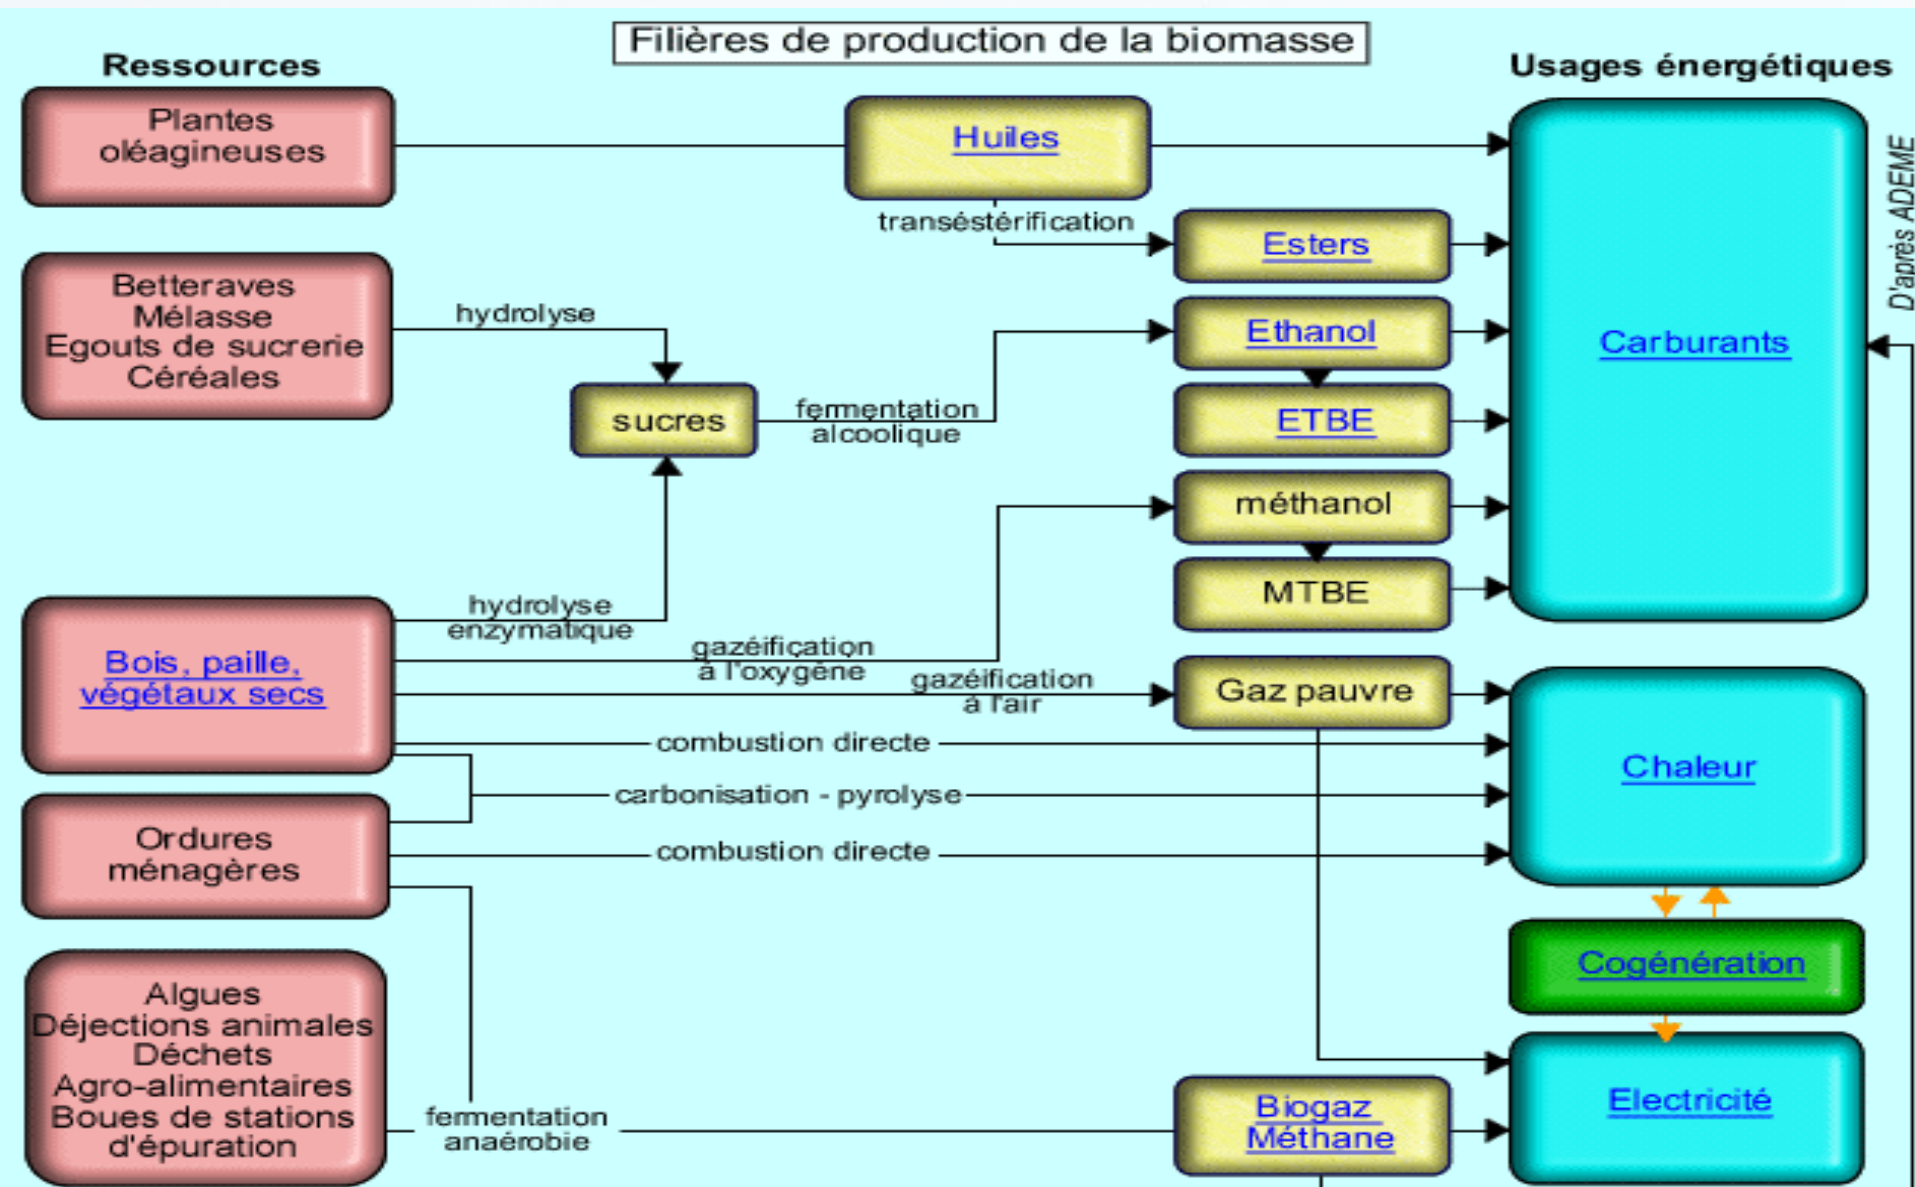 Filières de production de la biomasse
Ressources
Usages énergétiques
Plantes
oléagineuses
Huiles
transéstérification
Esters
D'après ADEME
Betteraves
Mélasse
Egouts de sucrerie
Céréales
hydrolyse
Ethanol
Carburants
sucres
fermentation
alcoolique
ETBE
méthanol
MTBE
hydrolyse
enzymatique
Bois, paille,
végétaux secs
gazéification
à l'oxygène
gazéification
à l'air
Gaz pauvre
combustion directe
Chaleur
carbonisation - pyrolyse
Ordures
ménagères
combustion directe
Cogénération
Algues
Déjections animales
Déchets
Agro-alimentaires
Boues de stations
d'épuration
fermentation
anaérobie
Biogaz
Méthane
Electricité